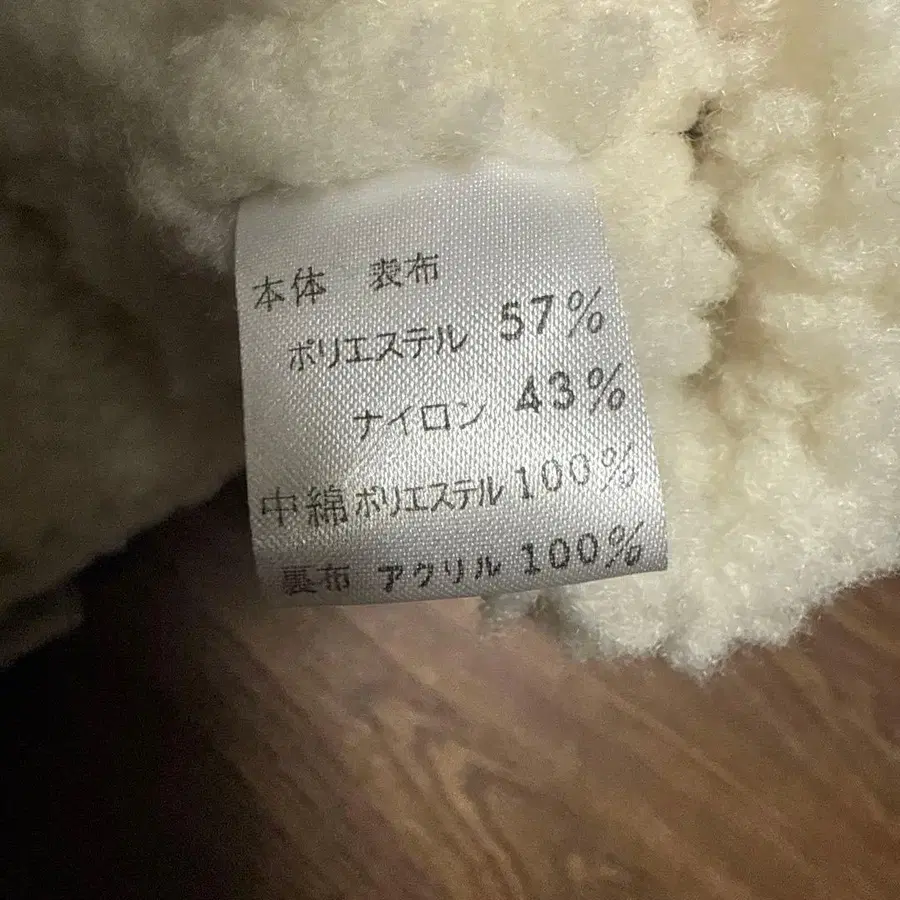 本体 表布
ポリエステル 57%
ナイロン 43%
中綿 ポリエステル 100%
裏布 アクリル 100%